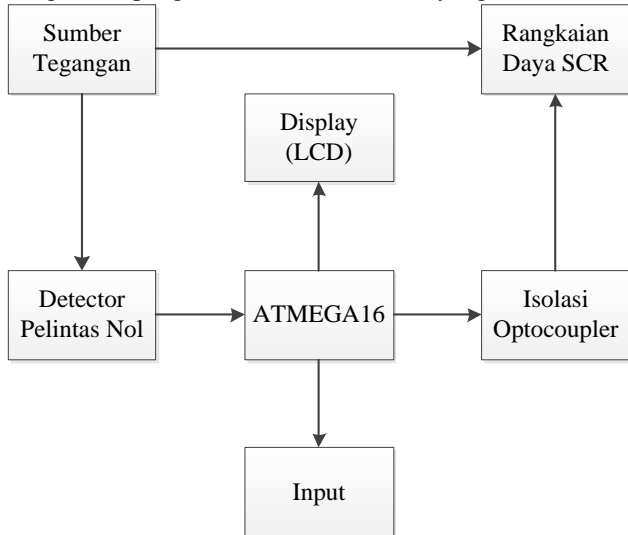 Sumber
Tegangan
Rangkaian
Daya SCR
Display
(LCD)
Detector
Pelintas Nol
ATMEGA16
Isolasi
Optocoupler
Input